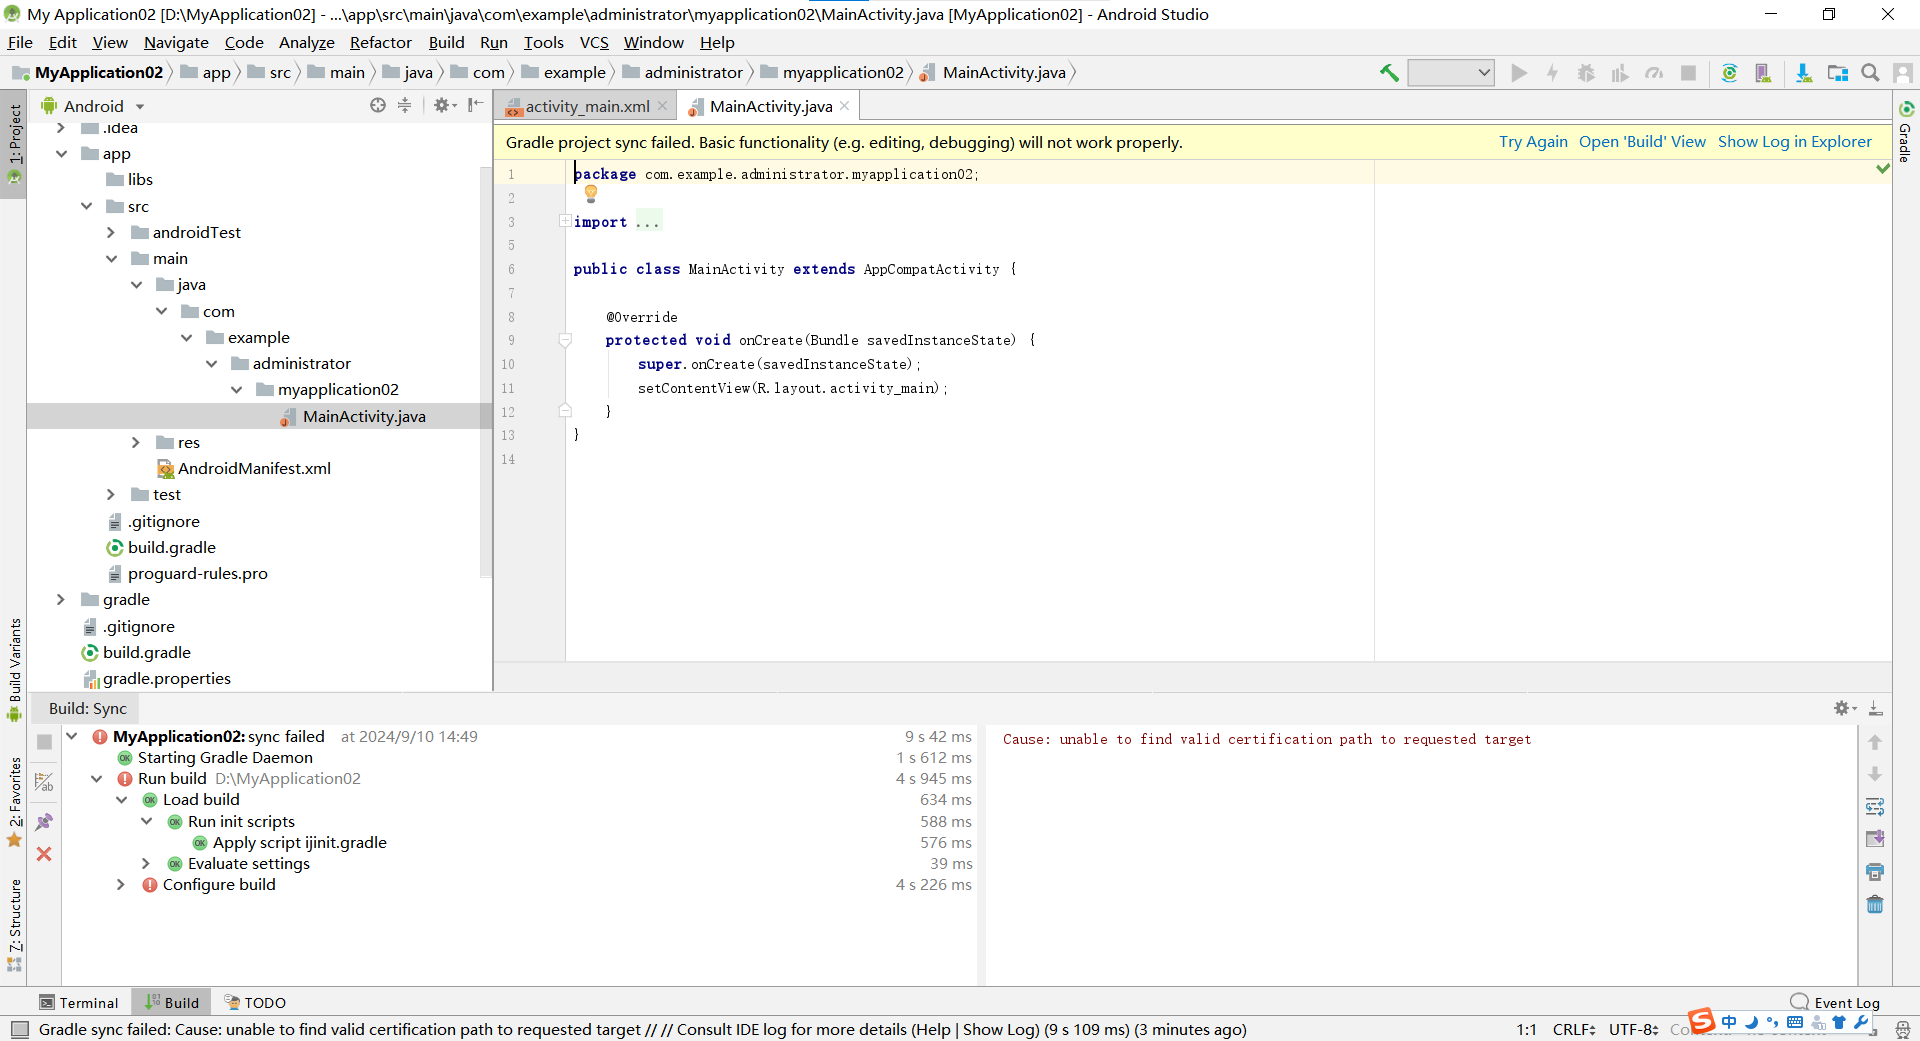 My Application02 [D:\MyApplication02] - ...\app\src\main\java\com\example\administrator\myapplication02\MainActivity.java [MyApplication02] - Android Studio
File Edit View Navigate Code Analyze Refactor Build Run Tools VCS Window Help
MyApplication02 app src main java com example administrator myapplication02 MainActivity.java
1: Project
Android
activity_main.xml MainActivity.java
Gradle
Gradle project sync failed. Basic functionality (e.g. editing, debugging) will not work properly. Try Again Open 'Build' View Show Log in Explorer
.idea
app
libs
src
androidTest
main
java
com
example
administrator
myapplication02
MainActivity.java
res
AndroidManifest.xml
test
.gitignore
build.gradle
proguard-rules.pro
gradle
.gitignore
build.gradle
gradle.properties
1 package com.example.administrator.myapplication02;
2
3 import ...
5
6 public class MainActivity extends AppCompatActivity {
7
8 @Override
9 protected void onCreate(Bundle savedInstanceState) {
10 super.onCreate(savedInstanceState);
11 setContentView(R.layout.activity_main);
12 }
13 }
14
Build Variants
2: Favorites
7: Structure
Build: Sync
MyApplication02: sync failed at 2024/9/10 14:49 9 s 42 ms
Starting Gradle Daemon 1 s 612 ms
Run build D:\MyApplication02 4 s 945 ms
Load build 634 ms
Run init scripts 588 ms
Apply script ijinit.gradle 576 ms
Evaluate settings 39 ms
Configure build 4 s 226 ms
Cause: unable to find valid certification path to requested target
Terminal Build TODO Event Log
Gradle sync failed: Cause: unable to find valid certification path to requested target // // Consult IDE log for more details (Help | Show Log) (9 s 109 ms) (3 minutes ago) 1:1 CRLF UTF-8
中